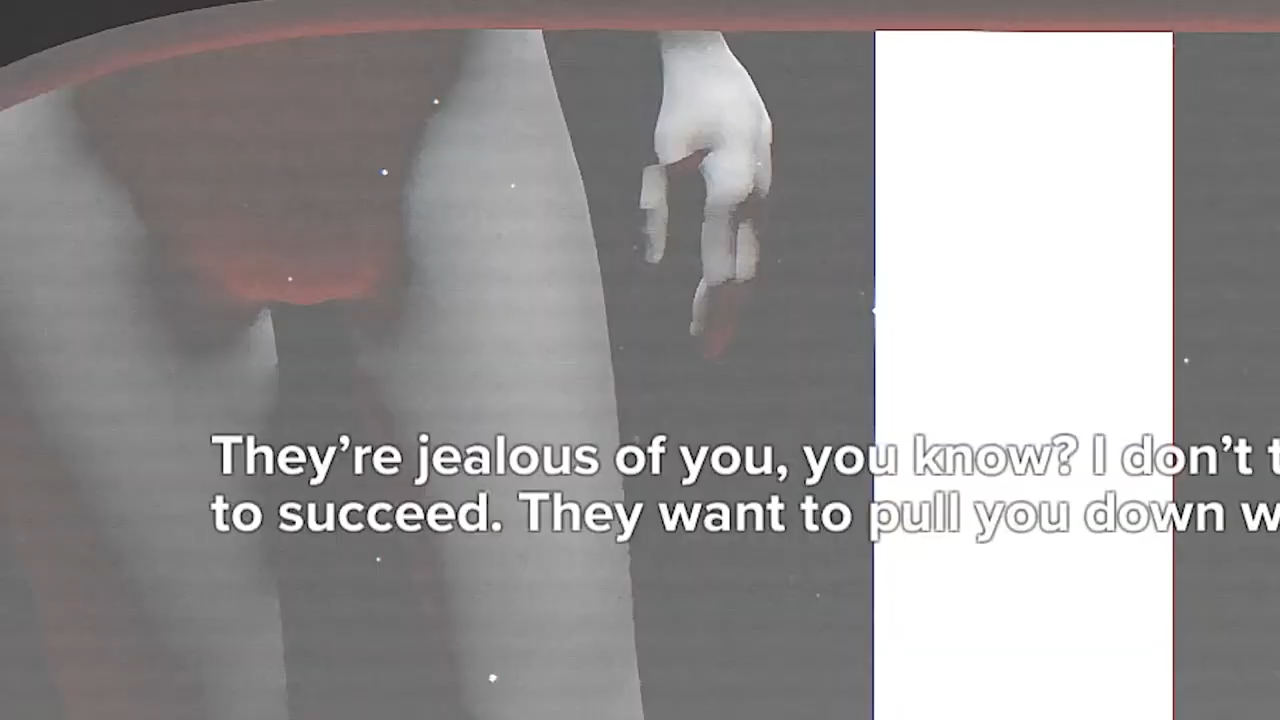 They’re jealous of you, you know? I don’t
to succeed. They want to pull you down